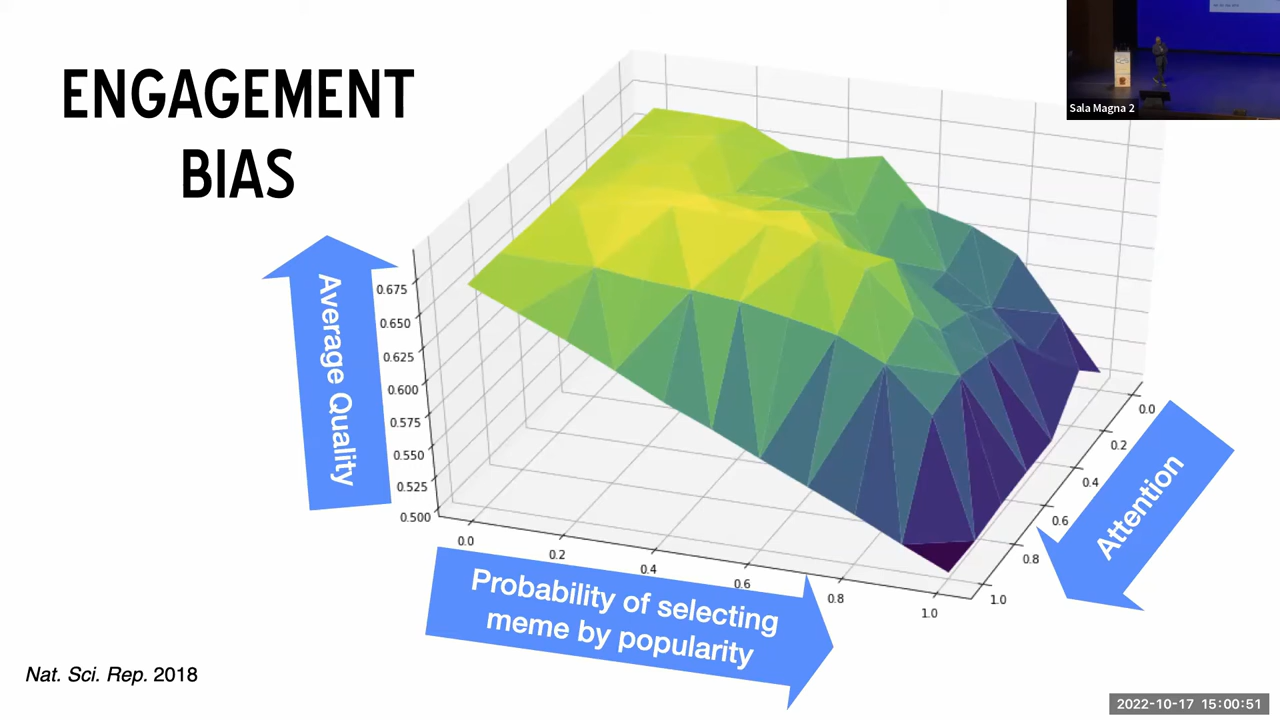 ENGAGEMENT
BIAS
Sala Magna 2
Average Quality
0.675
0.650
0.625
0.600
0.575
0.550
0.525
0.500
0.0
0.2
0.4
0.6
0.8
1.0
Probability of selecting
meme by popularity
0.0
0.2
0.4
0.6
0.8
1.0
Attention
Nat. Sci. Rep. 2018
2022-10-17 15:00:51